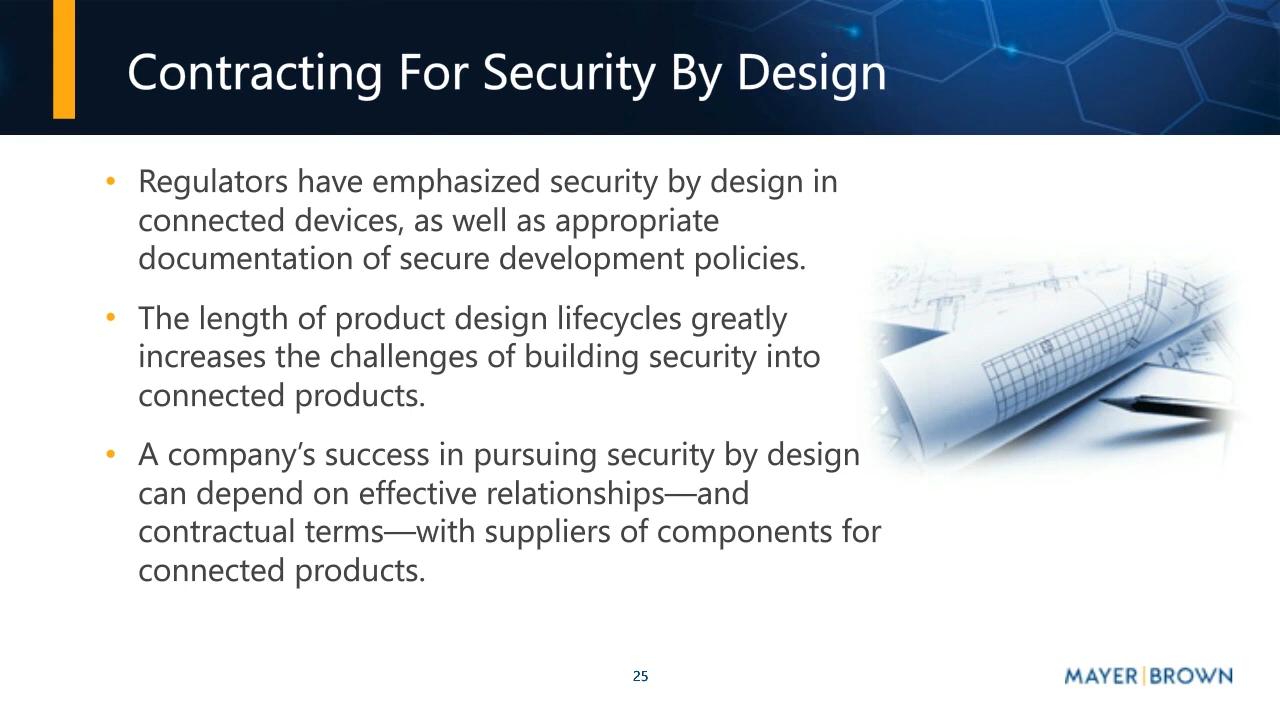 Contracting For Security By Design
• Regulators have emphasized security by design in
connected devices, as well as appropriate
documentation of secure development policies.
• The length of product design lifecycles greatly
increases the challenges of building security into
connected products.
• A company’s success in pursuing security by design
can depend on effective relationships—and
contractual terms—with suppliers of components for
connected products.
25
MAYER|BROWN